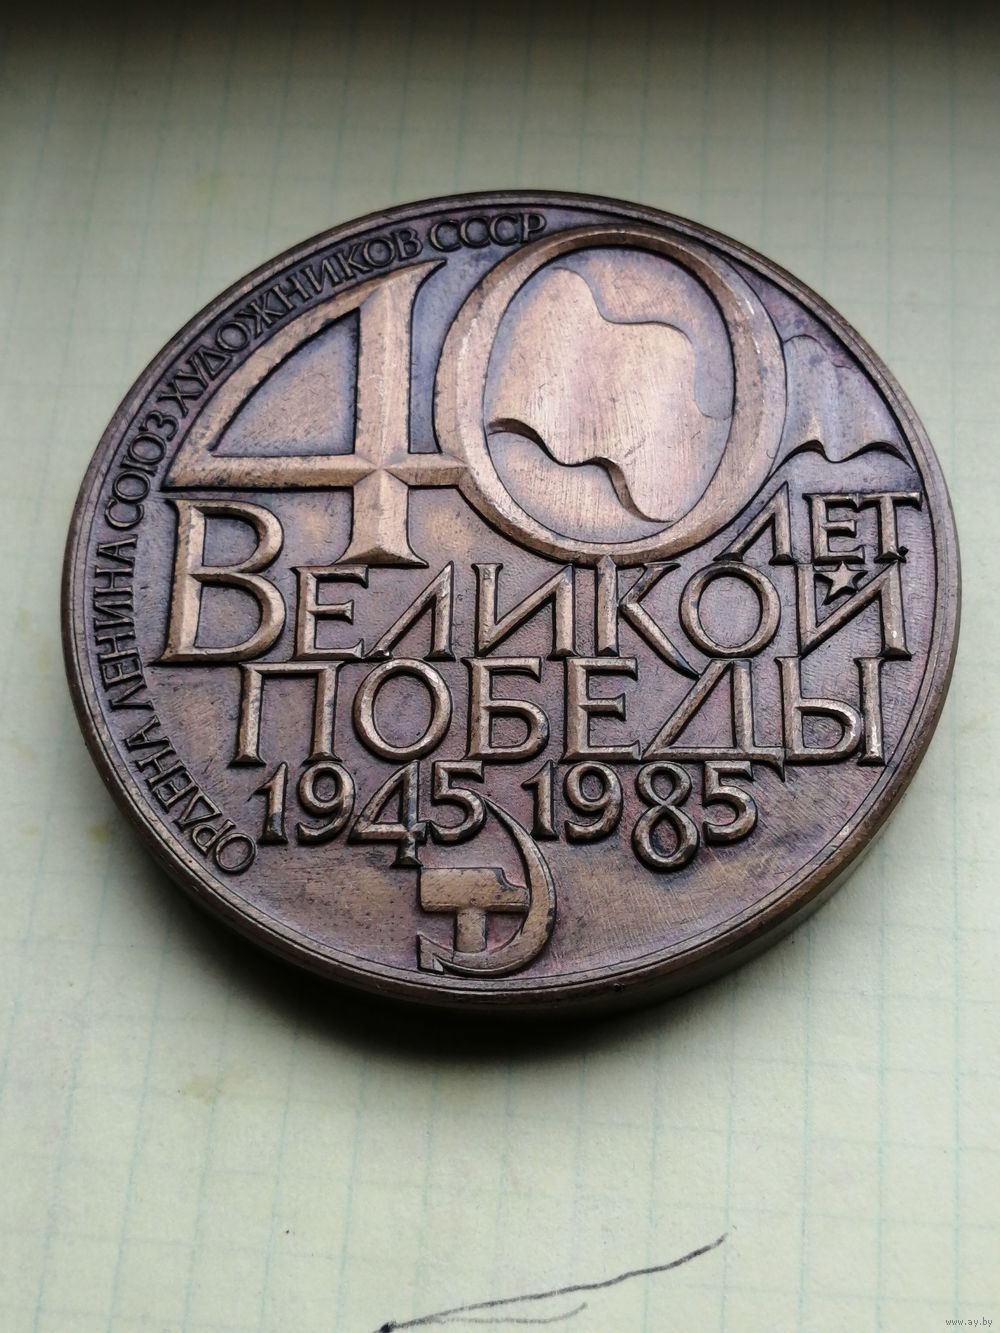 ОРДЕНА ЛЕНИНА СОЮЗ ХУДОЖНИКОВ СССР
40
ЛЕТ
ВЕЛИКОЙ
ПОБЕДЫ
1945 1985
www.ay.by